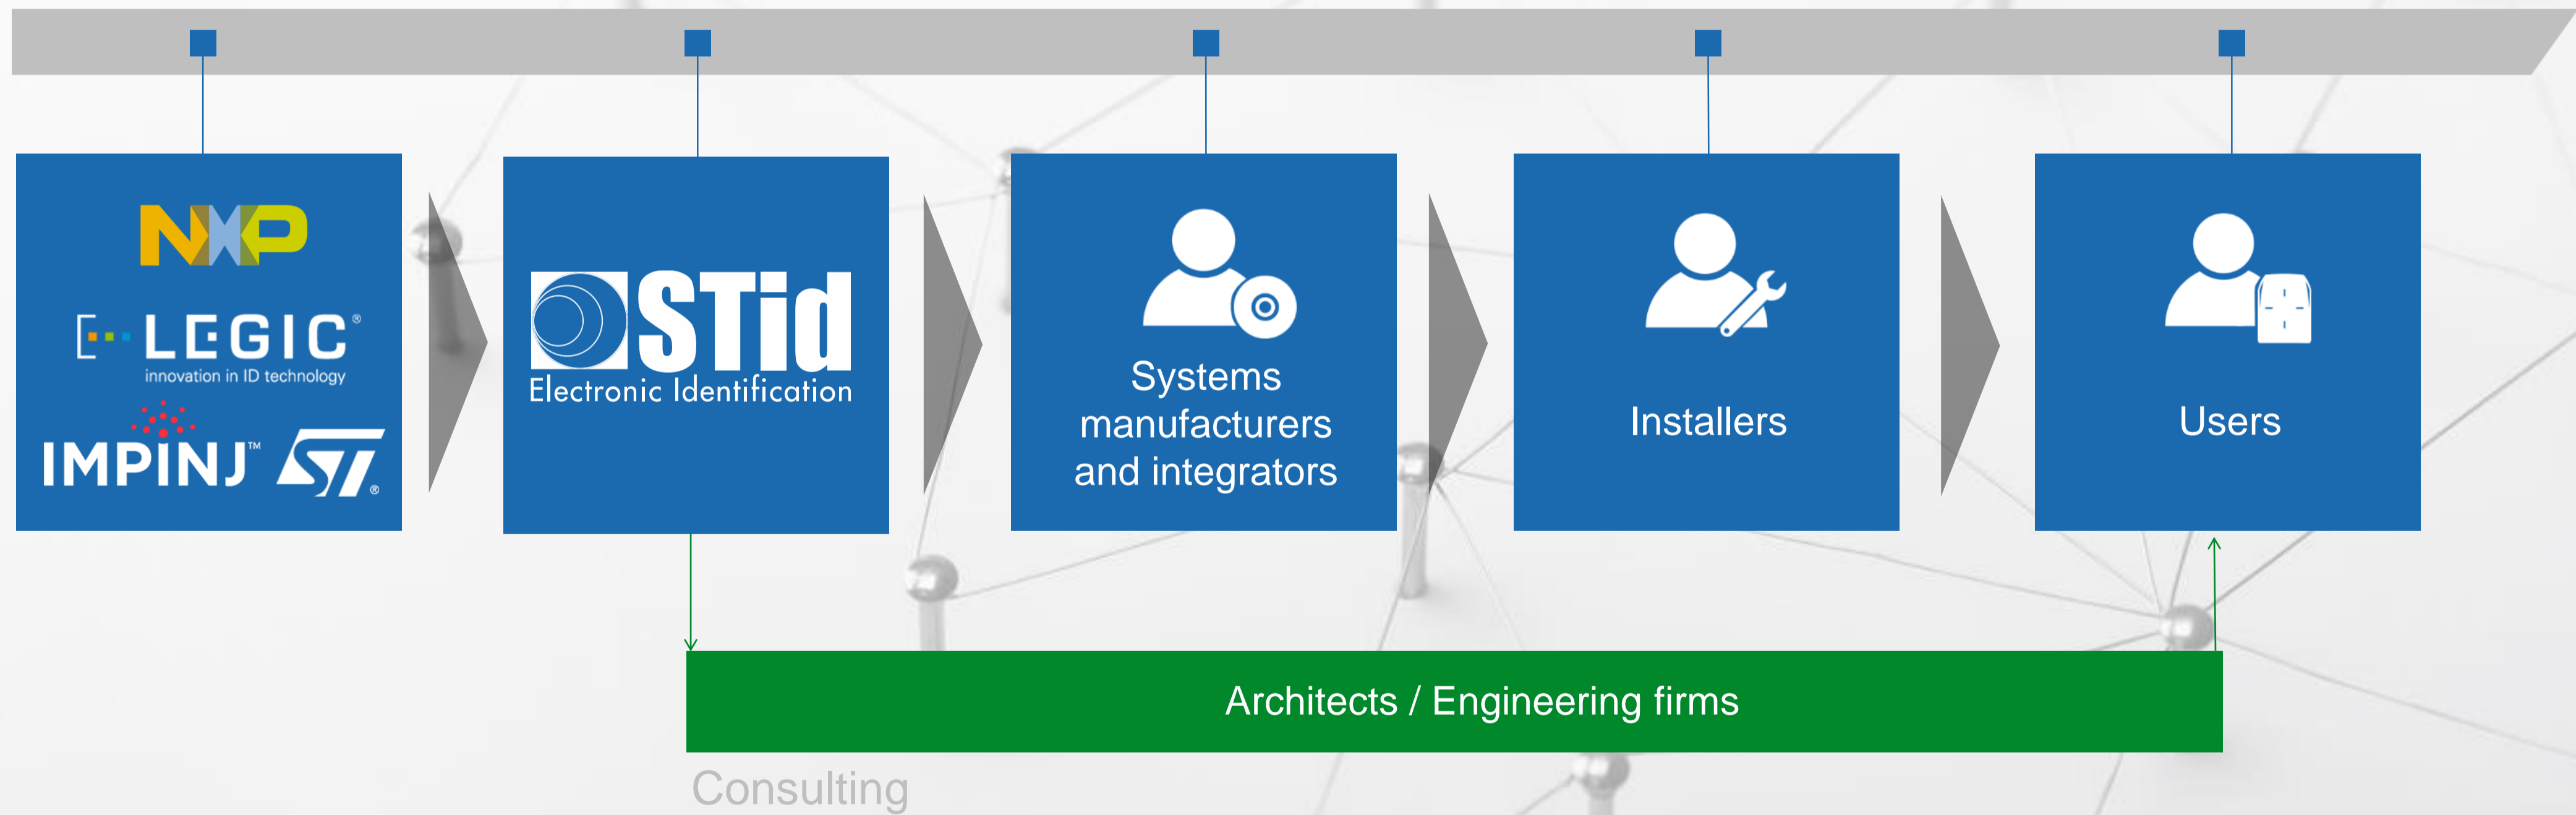 NXP
LEGIC®
innovation in ID technology
IMPINJ™
ST®
STid
Electronic Identification
Systems
manufacturers
and integrators
Installers
Users
Architects / Engineering firms
Consulting